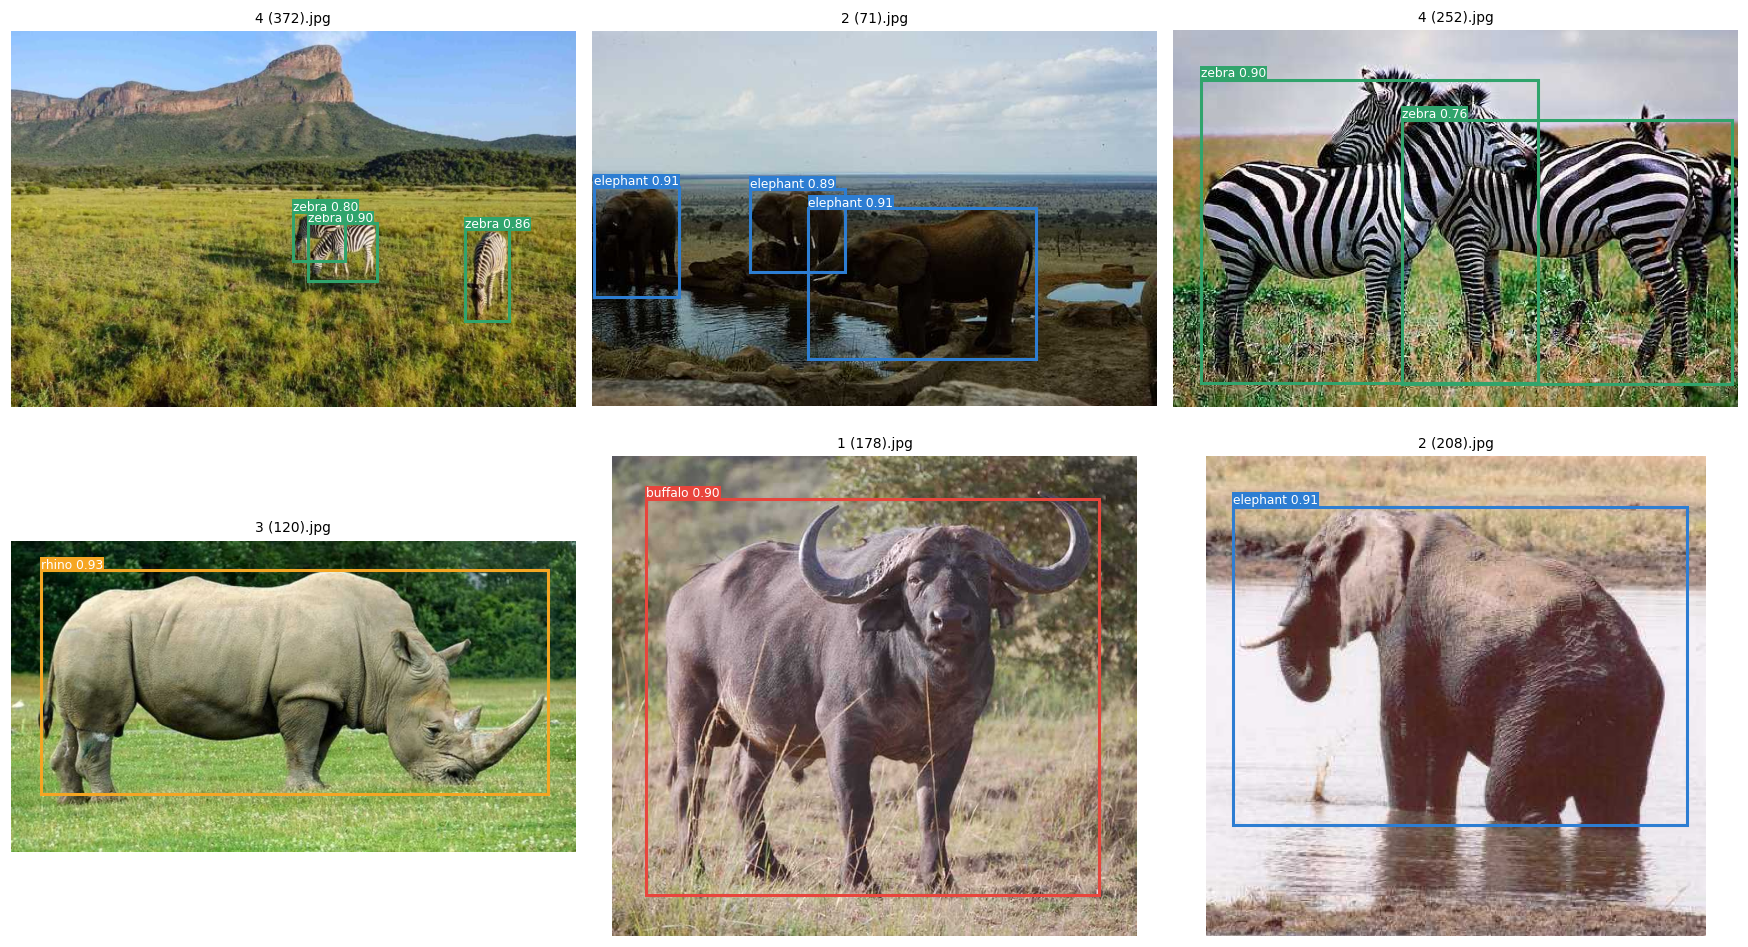 4 (372).jpg
zebra 0.80
zebra 0.90
zebra 0.86
2 (71).jpg
elephant 0.91
elephant 0.89
elephant 0.91
4 (252).jpg
zebra 0.90
zebra 0.76
3 (120).jpg
rhino 0.93
1 (178).jpg
buffalo 0.90
2 (208).jpg
elephant 0.91